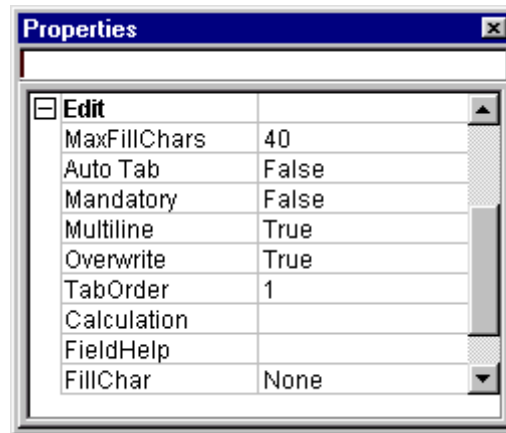 Properties
Edit
MaxFillChars 40
Auto Tab False
Mandatory False
Multiline True
Overwrite True
TabOrder 1
Calculation
FieldHelp
FillChar None